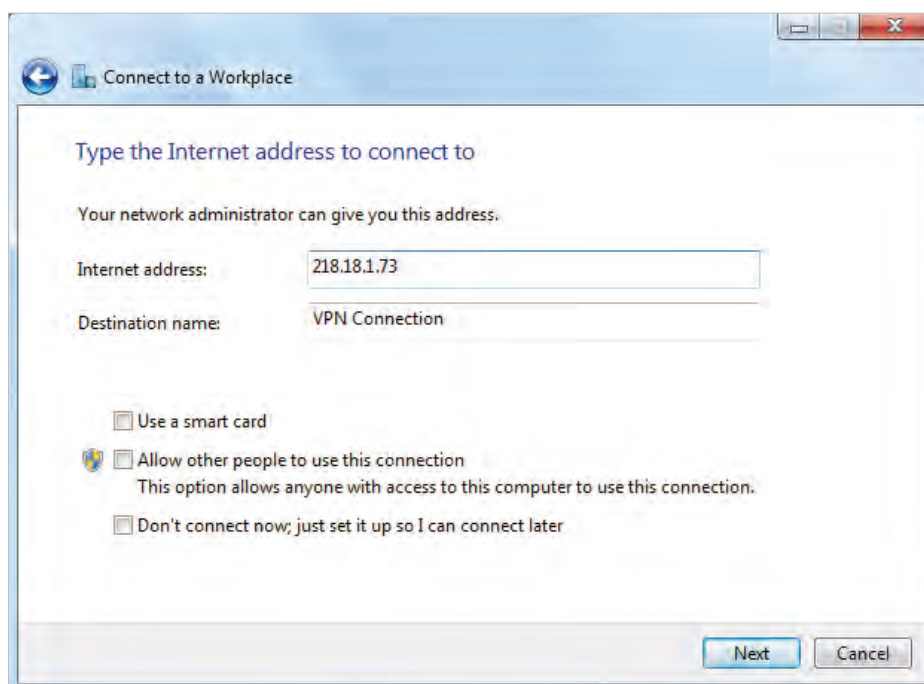 Connect to a Workplace
Type the Internet address to connect to
Your network administrator can give you this address.
Internet address: 218.18.1.73
Destination name: VPN Connection
Use a smart card
Allow other people to use this connection
This option allows anyone with access to this computer to use this connection.
Don't connect now; just set it up so I can connect later
Next Cancel